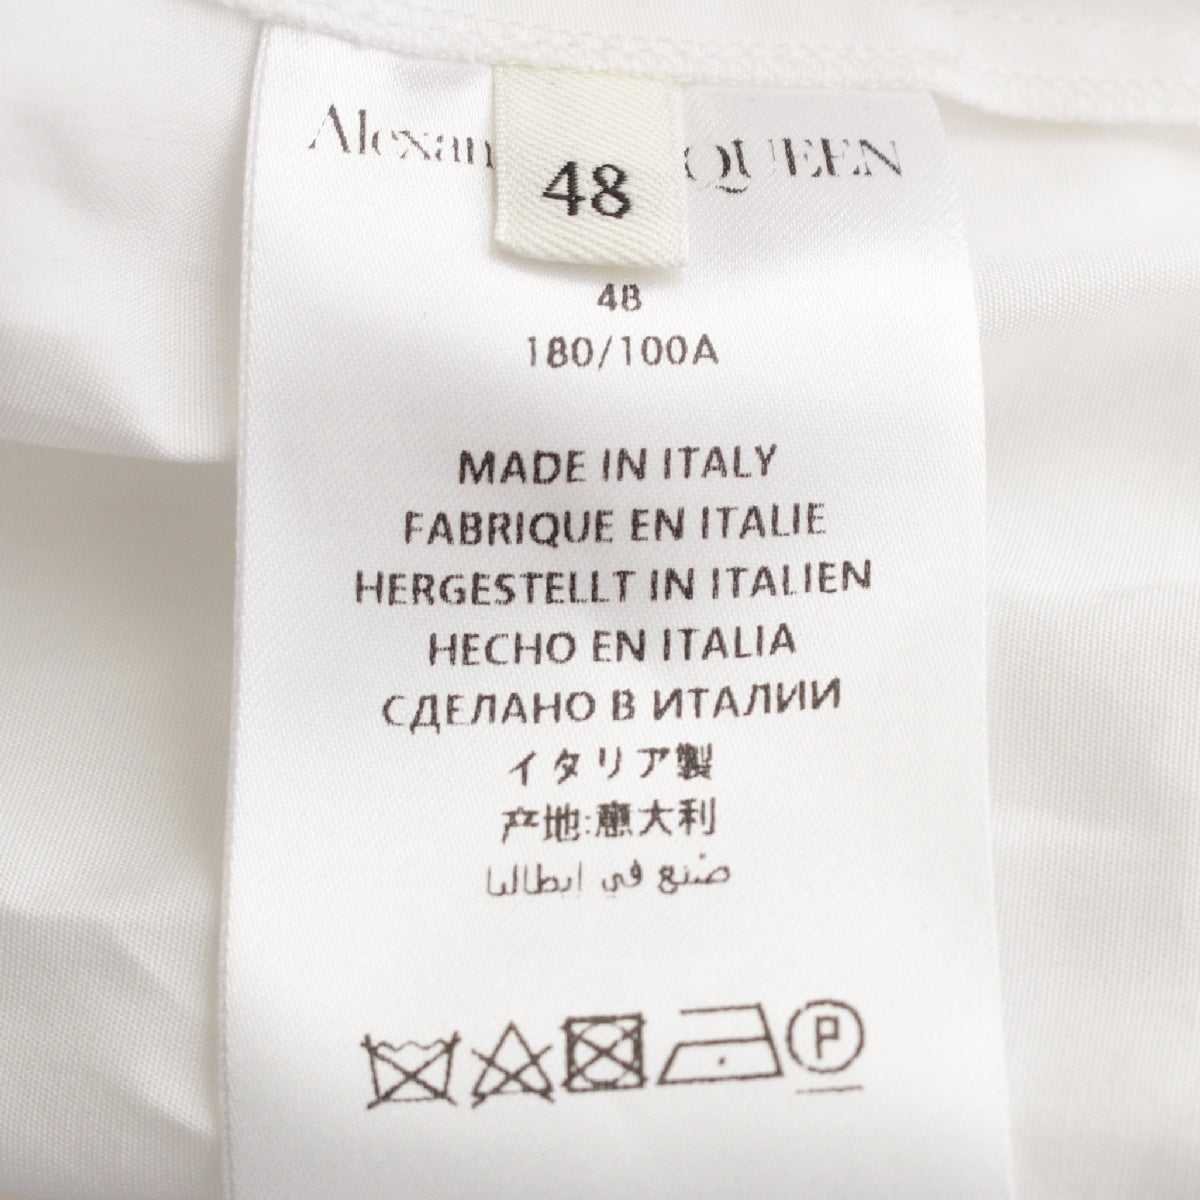 Alexan QUEEN
48
48
180/100A
MADE IN ITALY
FABRIQUE EN ITALIE
HERGESTELLT IN ITALIEN
HECHO EN ITALIA
СДЕЛАНО В ИТАЛИИ
イタリア製
产地:意大利
صنع في إيطاليا
P